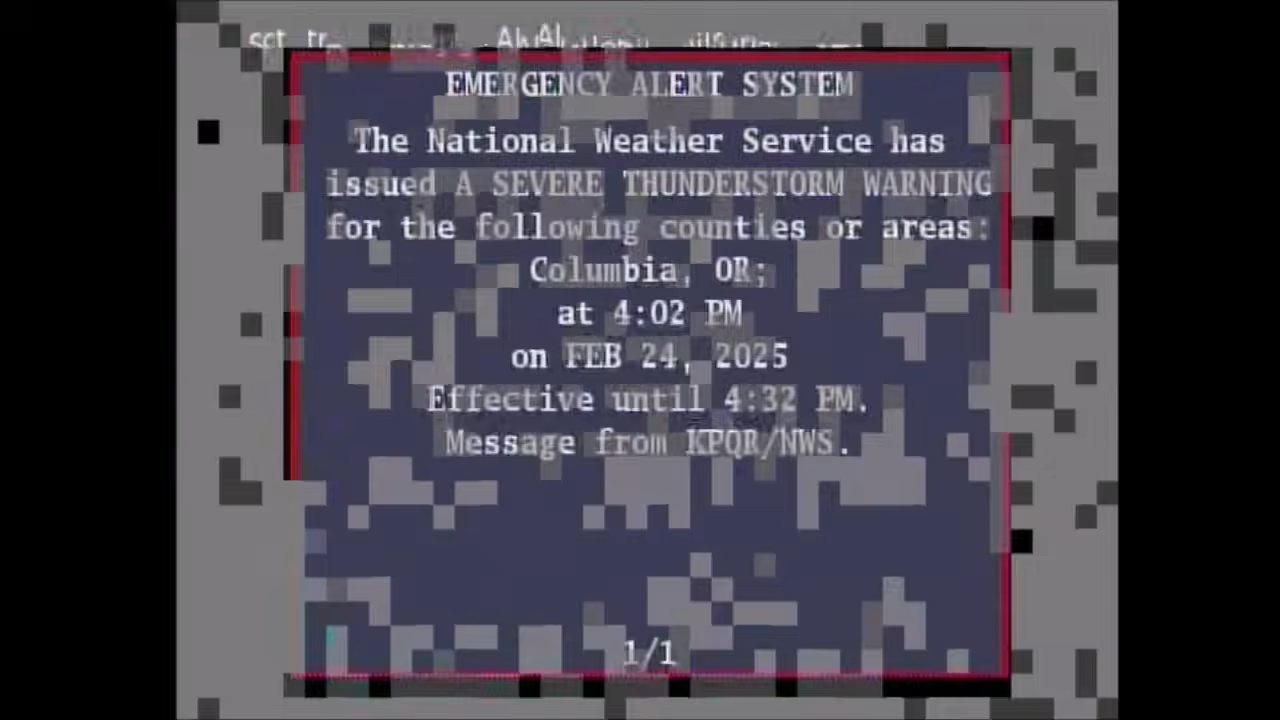 EMERGENCY ALERT SYSTEM
The National Weather Service has
issued A SEVERE THUNDERSTORM WARNING
for the following counties or areas:
Columbia, OR;
at 4:02 PM
on FEB 24, 2025
Effective until 4:32 PM.
Message from KPQR/NWS.
1/1